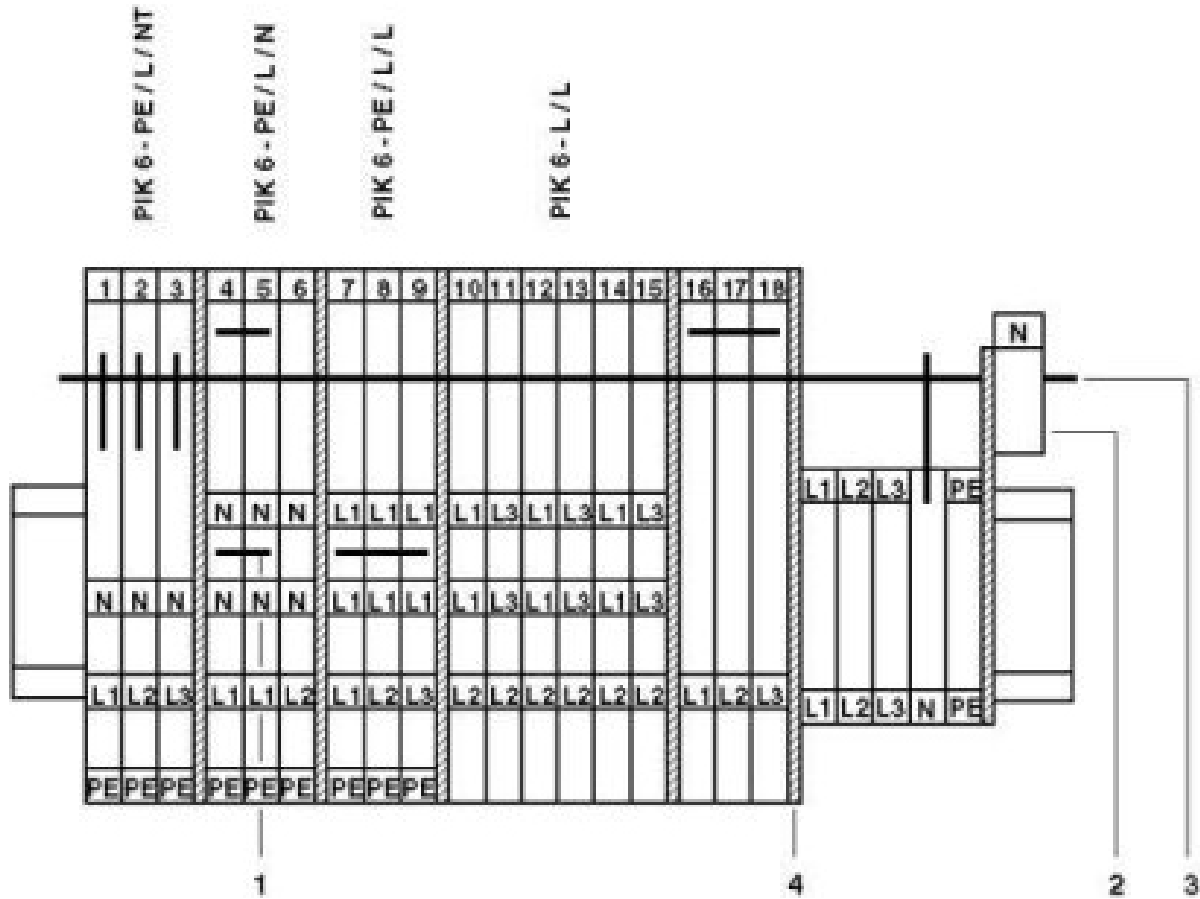 PIK 6 - PE / L / NT
PIK 6 - PE / L / N
PIK 6 - PE / L / L
PIK 6 - L / L
1 2 3 4 5 6 7 8 9 10 11 12 13 14 15 16 17 18
N
L1 L2 L3 PE
N N N L1 L1 L1 L1 L3 L1 L3 L1 L3
N N N N N N L1 L1 L1 L1 L3 L1 L3 L1 L3
L1 L2 L3 L1 L1 L2 L1 L2 L3 L2 L2 L2 L2 L2 L2 L1 L2 L3
L1 L2 L3 N PE
PE PE PE PE PE PE PE PE PE
1 4 2 3